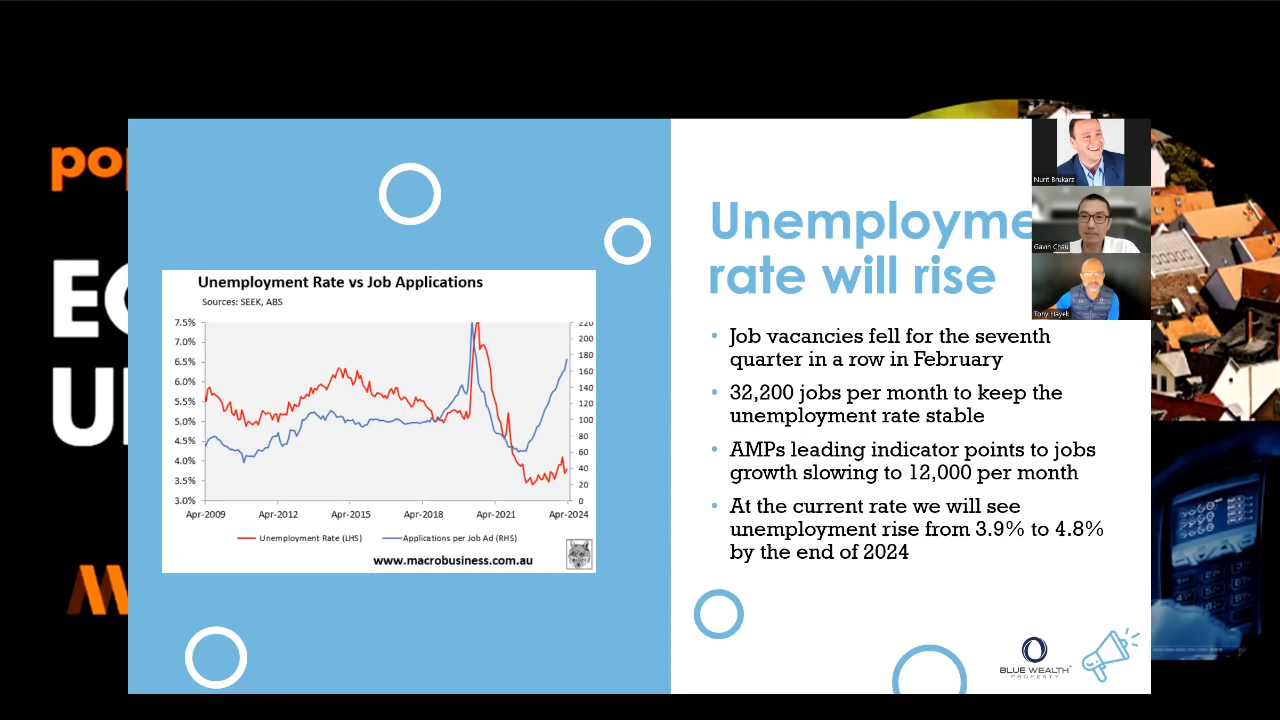 pop
EC
U
Unemployme
rate will rise
Nurit Brukarz
Gavin Chau
Tony Hayek
Unemployment Rate vs Job Applications
Sources: SEEK, ABS
7.5%
7.0%
6.5%
6.0%
5.5%
5.0%
4.5%
4.0%
3.5%
3.0%
220
200
180
160
140
120
100
80
60
40
20
0
Apr-2009 Apr-2012 Apr-2015 Apr-2018 Apr-2021 Apr-2024
Unemployment Rate (LHS) Applications per Job Ad (RHS)
www.macrobusiness.com.au
• Job vacancies fell for the seventh
quarter in a row in February
• 32,200 jobs per month to keep the
unemployment rate stable
• AMPs leading indicator points to jobs
growth slowing to 12,000 per month
• At the current rate we will see
unemployment rise from 3.9% to 4.8%
by the end of 2024
BLUE WEALTH
PROPERTY